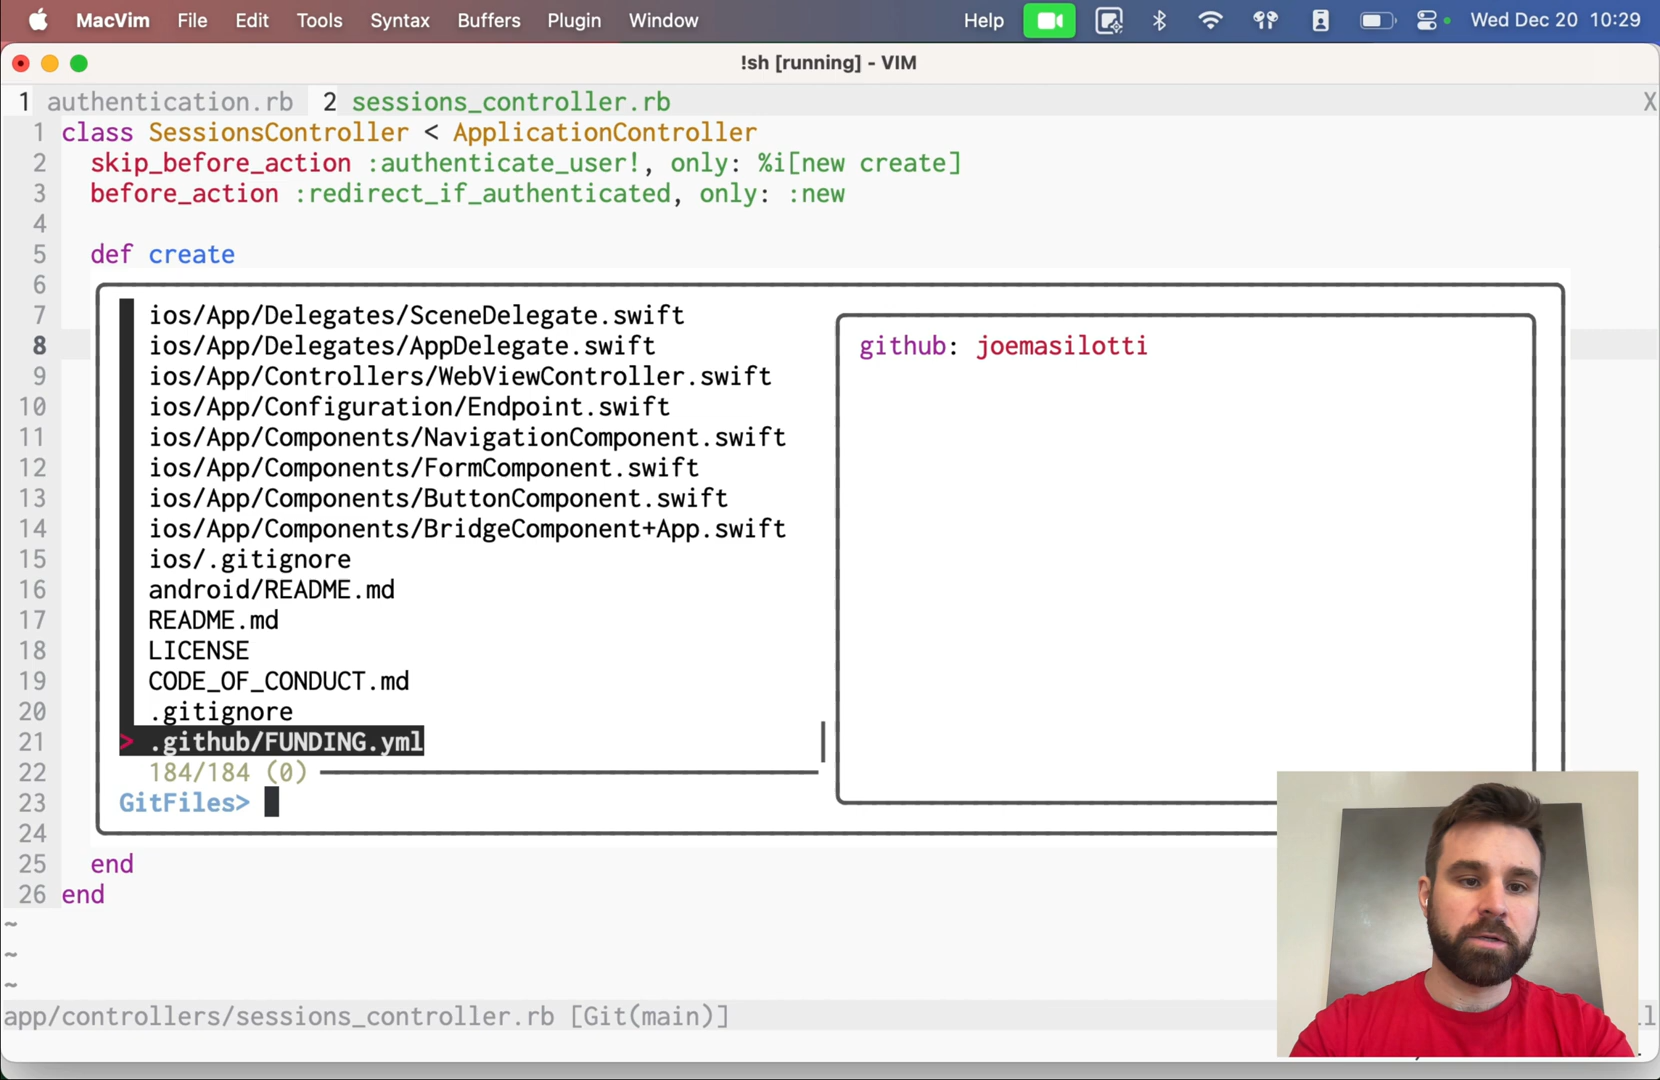 MacVim File Edit Tools Syntax Buffers Plugin Window Help Wed Dec 20 10:29
!sh [running] - VIM
1 authentication.rb 2 sessions_controller.rb X
1 class SessionsController < ApplicationController
2 skip_before_action :authenticate_user!, only: %i[new create]
3 before_action :redirect_if_authenticated, only: :new
4
5 def create
6
7 ios/App/Delegates/SceneDelegate.swift
8 ios/App/Delegates/AppDelegate.swift github: joemasilotti
9 ios/App/Controllers/WebViewController.swift
10 ios/App/Configuration/Endpoint.swift
11 ios/App/Components/NavigationComponent.swift
12 ios/App/Components/FormComponent.swift
13 ios/App/Components/ButtonComponent.swift
14 ios/App/Components/BridgeComponent+App.swift
15 ios/.gitignore
16 android/README.md
17 README.md
18 LICENSE
19 CODE_OF_CONDUCT.md
20 .gitignore
21 > .github/FUNDING.yml
22 184/184 (0)
23 GitFiles>
24
25 end
26 end
~
~
~
app/controllers/sessions_controller.rb [Git(main)]